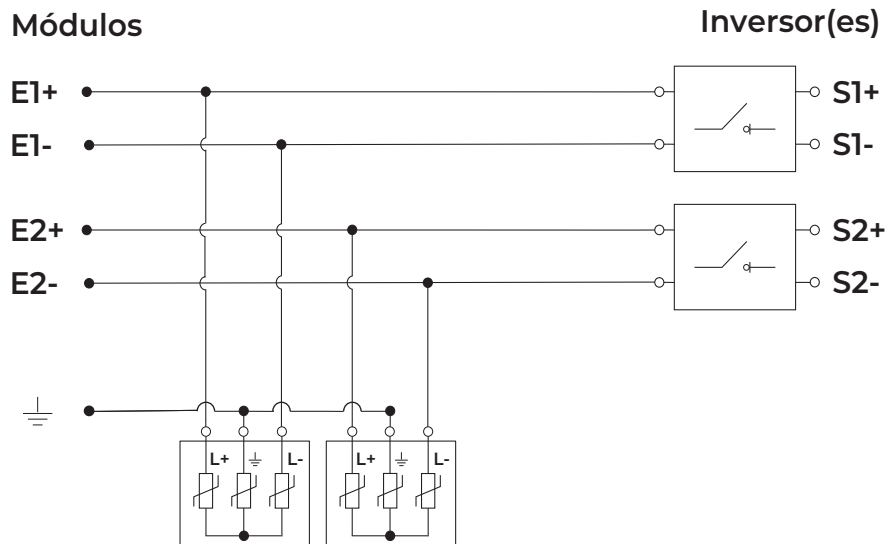 Módulos
Inversor(es)
E1+
S1+
E1-
S1-
E2+
S2+
E2-
S2-
L+
L-
L+
L-